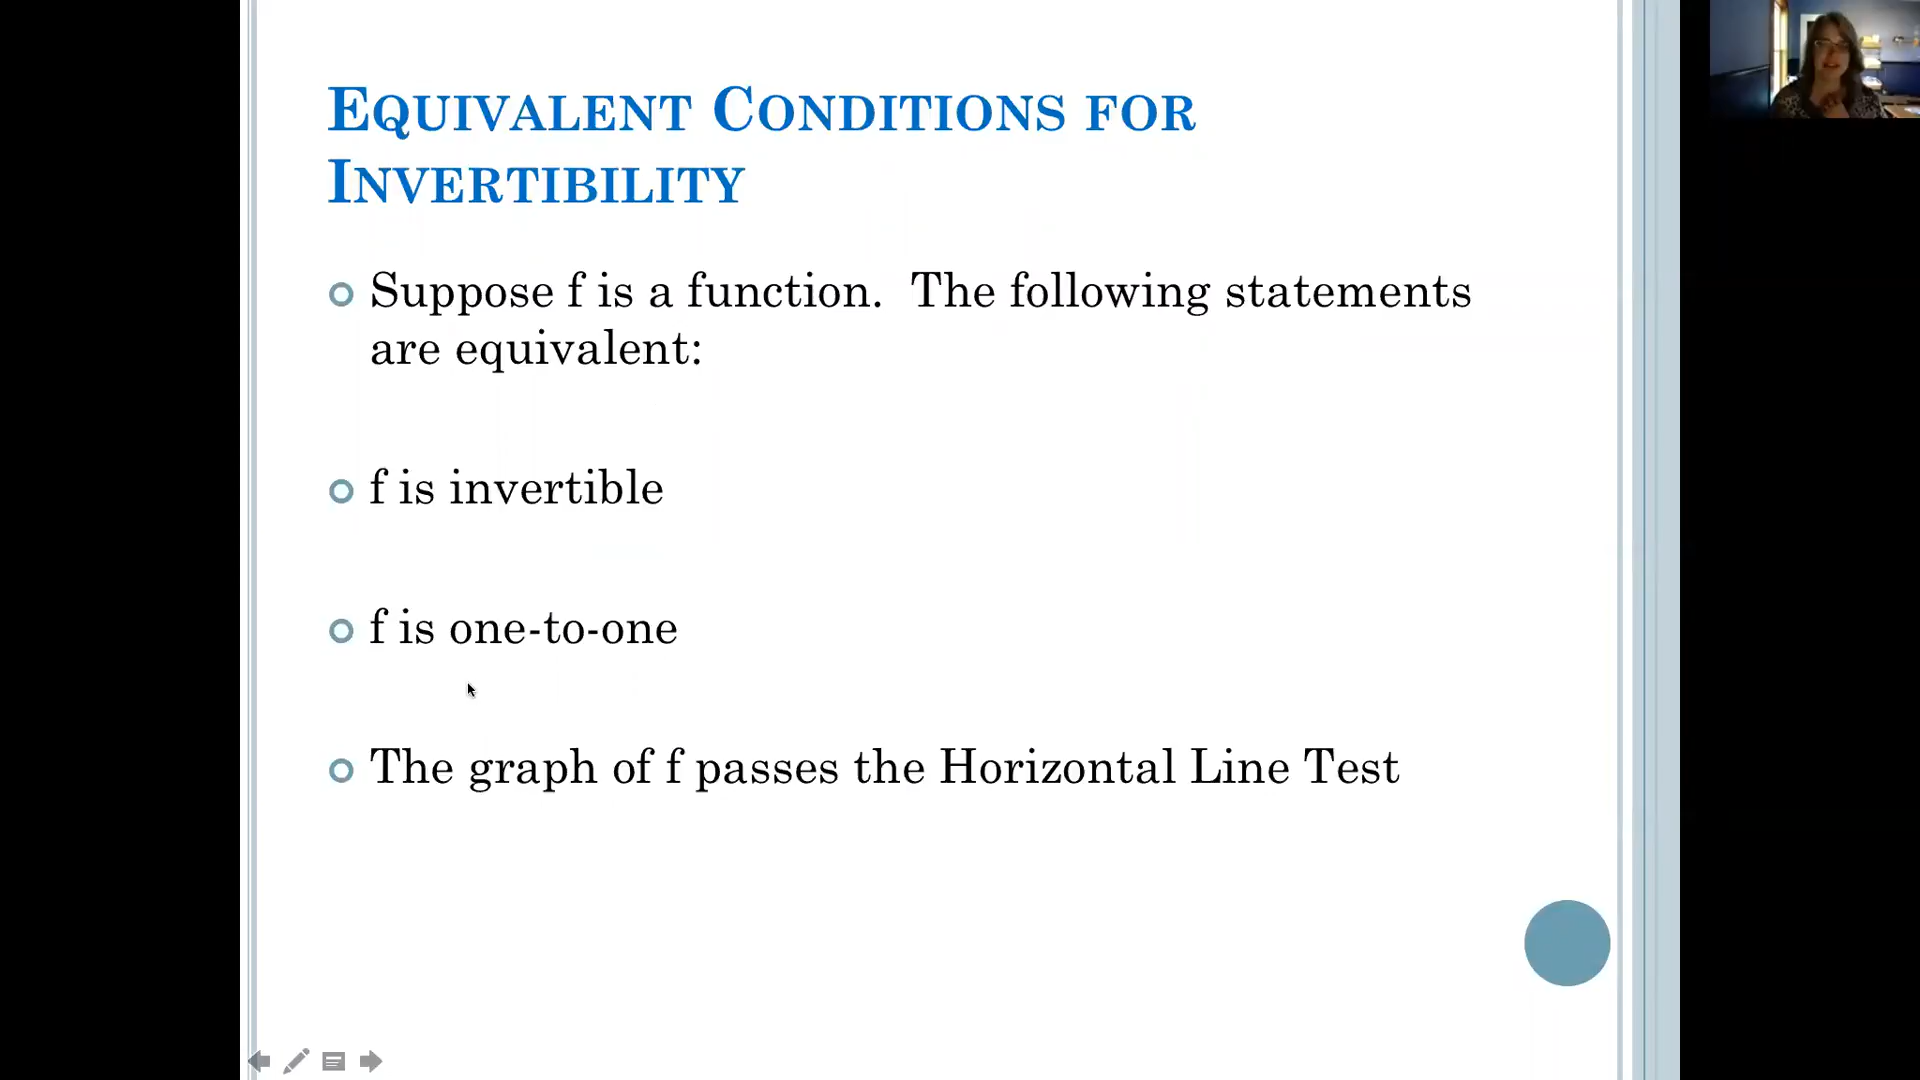 EQUIVALENT CONDITIONS FOR
INVERTIBILITY
Suppose f is a function. The following statements
are equivalent:
f is invertible
f is one-to-one
The graph of f passes the Horizontal Line Test